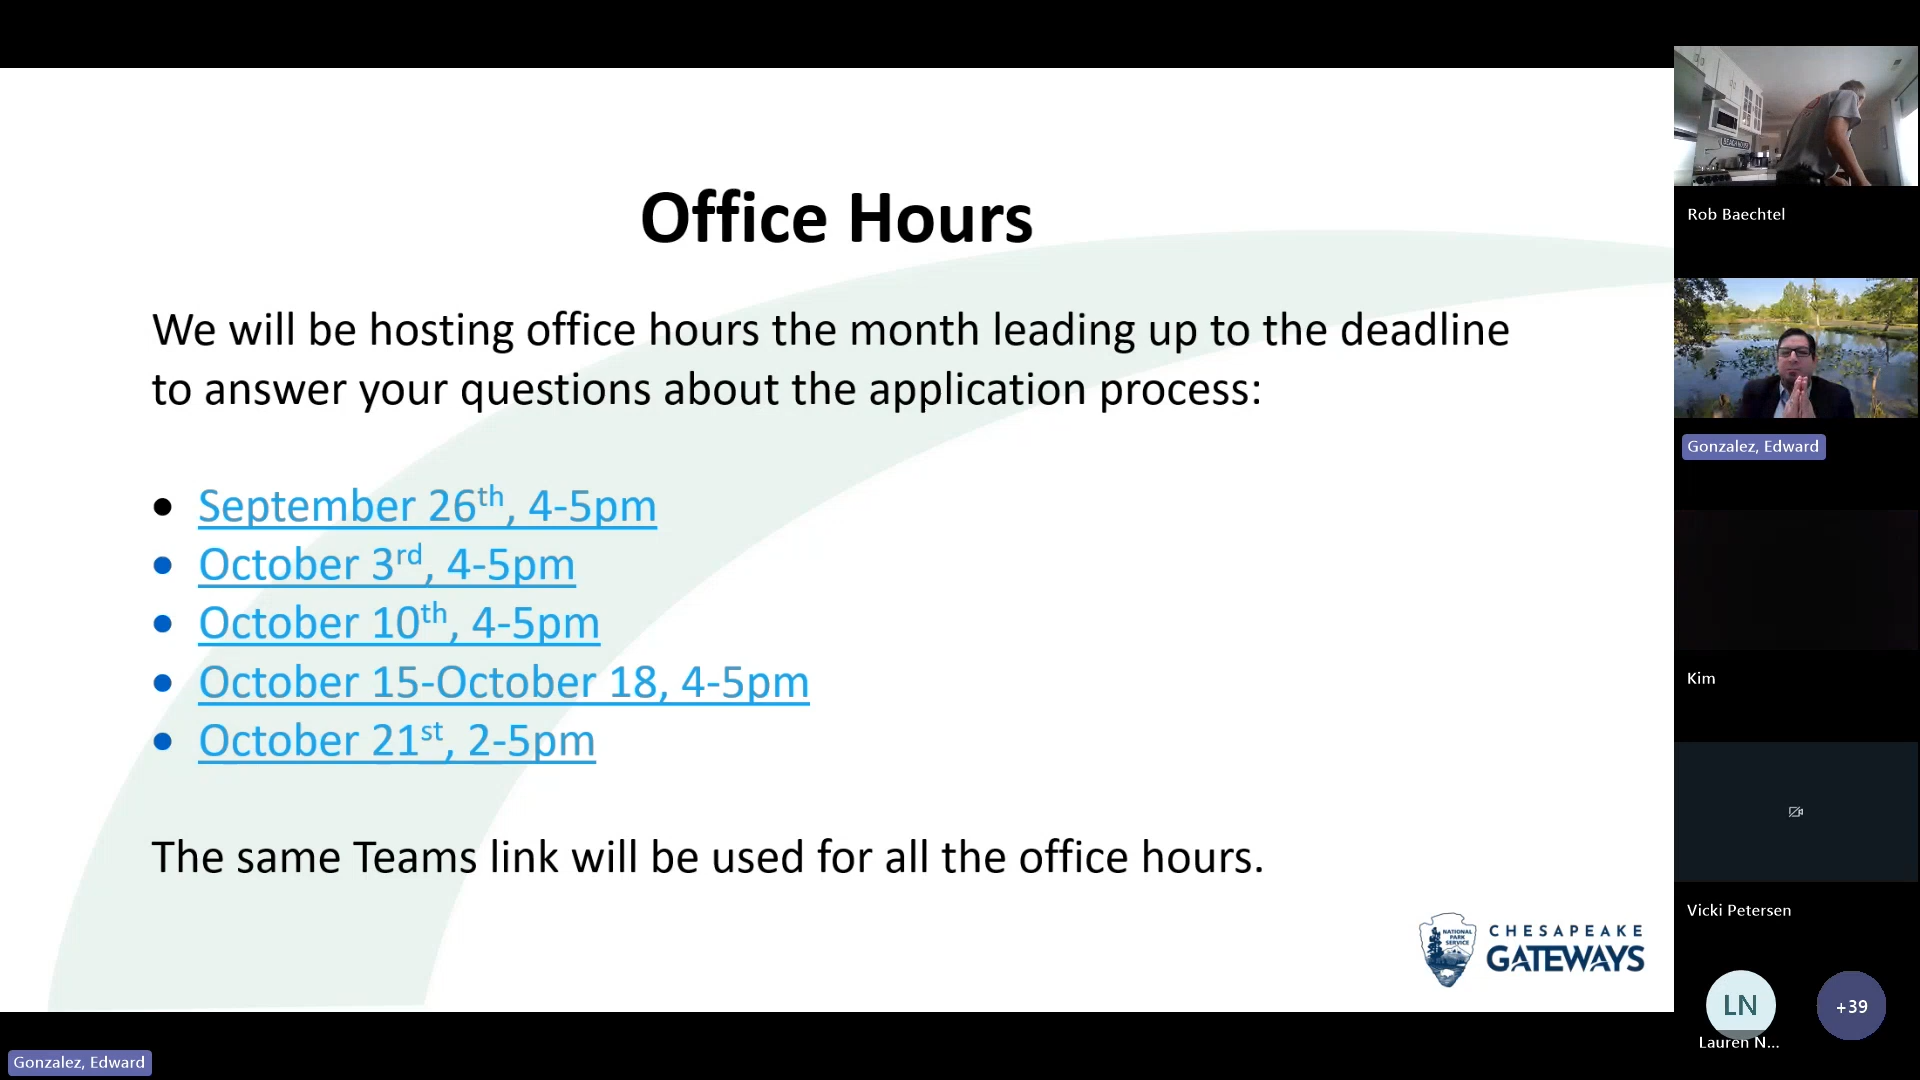 Office Hours
We will be hosting office hours the month leading up to the deadline
to answer your questions about the application process:
• September 26th, 4-5pm
• October 3rd, 4-5pm
• October 10th, 4-5pm
• October 15-October 18, 4-5pm
• October 21st, 2-5pm
The same Teams link will be used for all the office hours.
NATIONAL
PARK
SERVICE
CHESAPEAKE
GATEWAYS
Gonzalez, Edward
BEACH HOUSE
Rob Baechtel
Gonzalez, Edward
Kim
Vicki Petersen
LN
+39
Lauren N...